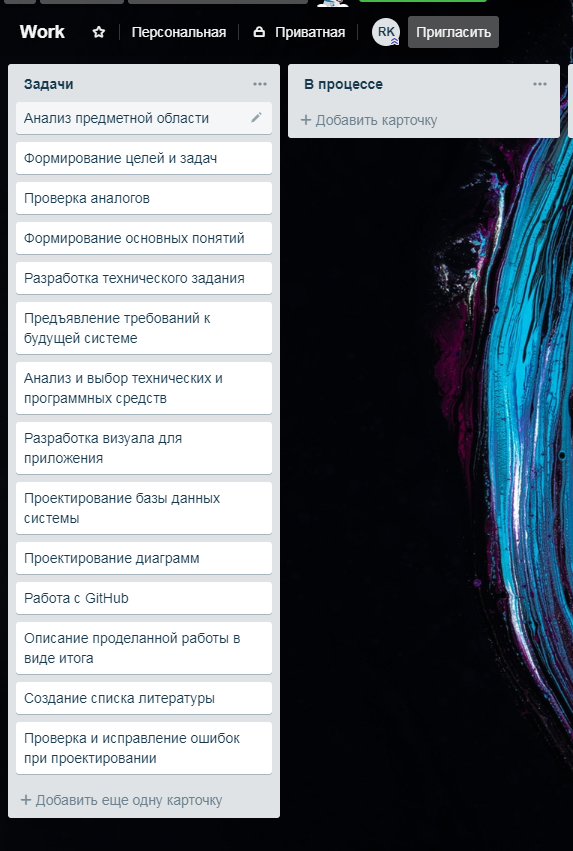 Work
Персональная
Приватная
RK
Пригласить
Задачи
Анализ предметной области
Формирование целей и задач
Проверка аналогов
Формирование основных понятий
Разработка технического задания
Предъявление требований к
будущей системе
Анализ и выбор технических и
программных средств
Разработка визуала для
приложения
Проектирование базы данных
системы
Проектирование диаграмм
Работа с GitHub
Описание проделанной работы в
виде итога
Создание списка литературы
Проверка и исправление ошибок
при проектировании
+ Добавить еще одну карточку
В процессе
+ Добавить карточку